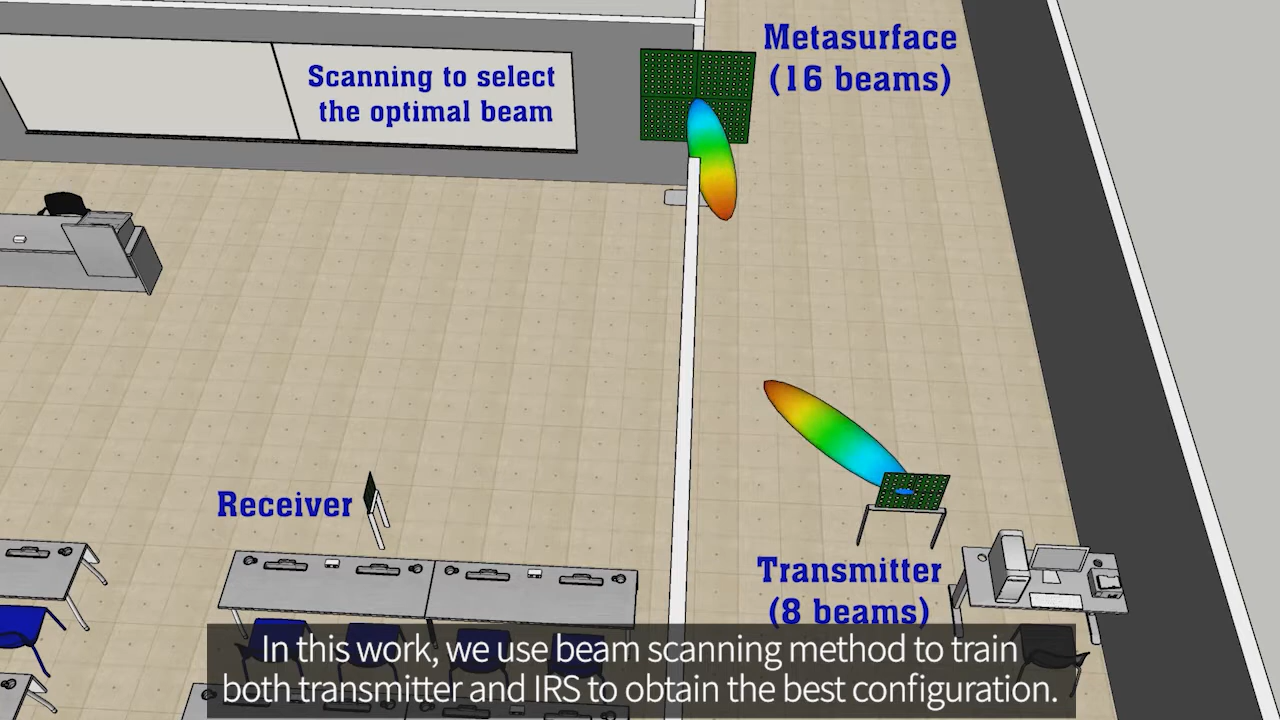 Metasurface
(16 beams)
Scanning to select
the optimal beam
Receiver
Transmitter
(8 beams)
In this work, we use beam scanning method to train
both transmitter and IRS to obtain the best configuration.